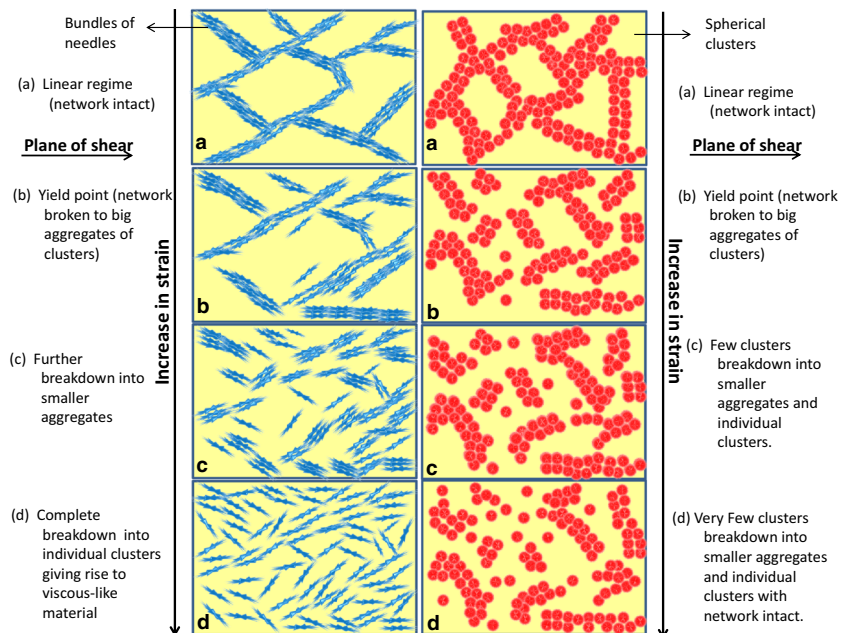 Bundles of
needles
(a) Linear regime
(network intact)
Plane of shear
(b) Yield point (network
broken to big
aggregates of
clusters)
(c) Further
breakdown into
smaller
aggregates
(d) Complete
breakdown into
individual clusters
giving rise to
viscous-like
material
Increase in strain
a
b
c
d
a
b
c
d
Increase in strain
Spherical
clusters
(a) Linear regime
(network intact)
Plane of shear
(b) Yield point (network
broken to big
aggregates of
clusters)
(c) Few clusters
breakdown into
smaller
aggregates and
individual
clusters.
(d) Very Few clusters
breakdown into
smaller aggregates
and individual
clusters with
network intact.